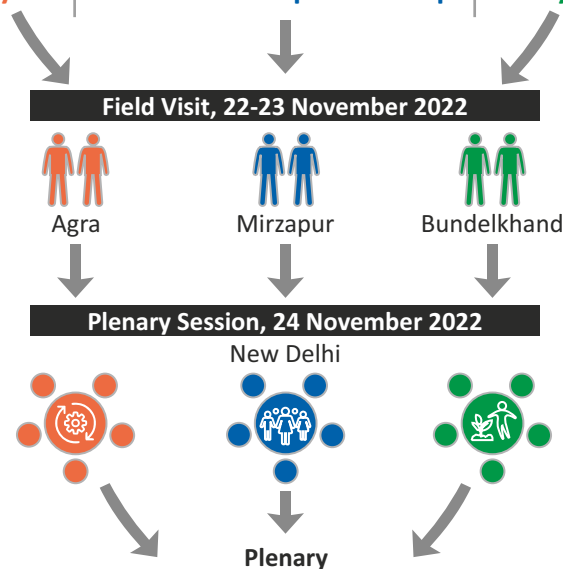 Field Visit, 22-23 November 2022
Agra
Mirzapur
Bundelkhand
Plenary Session, 24 November 2022
New Delhi
Plenary